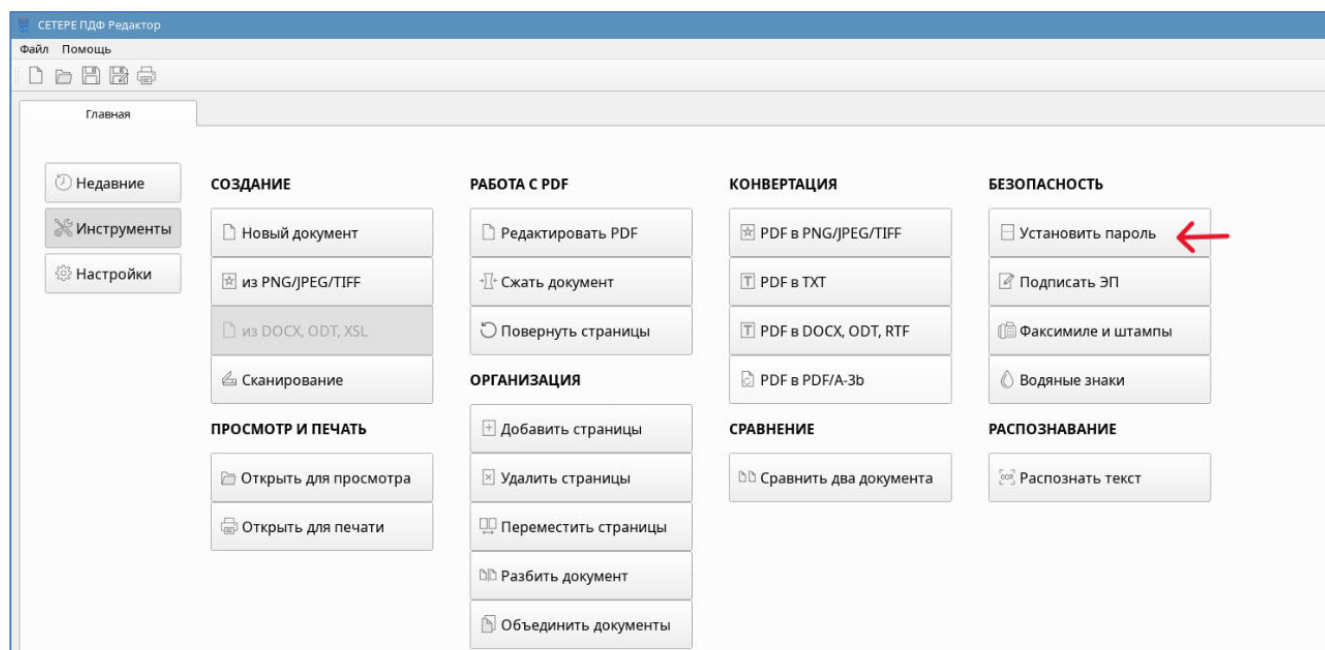 СЕТЕРЕ ПДФ Редактор
Файл Помощь
Главная
Недавние
Инструменты
Настройки
СОЗДАНИЕ
Новый документ
из PNG/JPEG/TIFF
из DOCX, ODT, XSL
Сканирование
ПРОСМОТР И ПЕЧАТЬ
Открыть для просмотра
Открыть для печати
РАБОТА С PDF
Редактировать PDF
Сжать документ
Повернуть страницы
ОРГАНИЗАЦИЯ
Добавить страницы
Удалить страницы
Переместить страницы
Разбить документ
Объединить документы
КОНВЕРТАЦИЯ
PDF в PNG/JPEG/TIFF
PDF в TXT
PDF в DOCX, ODT, RTF
PDF в PDF/A-3b
СРАВНЕНИЕ
Сравнить два документа
БЕЗОПАСНОСТЬ
Установить пароль
Подписать ЭП
Факсимиле и штампы
Водяные знаки
РАСПОЗНАВАНИЕ
Распознать текст